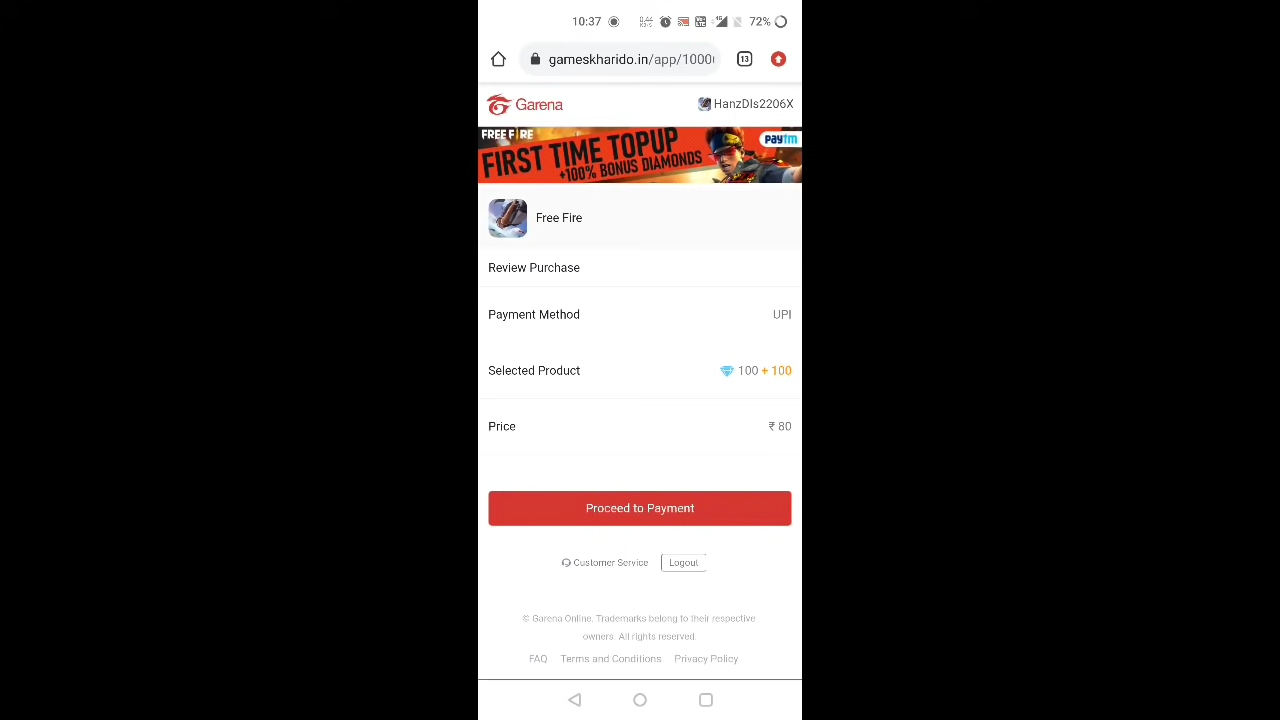 10:37 72%
gameskharido.in/app/1000 13
Garena HanzDIs2206X
FREE FIRE
FIRST TIME TOPUP
+100% BONUS DIAMONDS
paytm
Free Fire
Review Purchase
Payment Method UPI
Selected Product 100 + 100
Price ₹ 80
Proceed to Payment
Customer Service Logout
© Garena Online. Trademarks belong to their respective
owners. All rights reserved
FAQ Terms and Conditions Privacy Policy